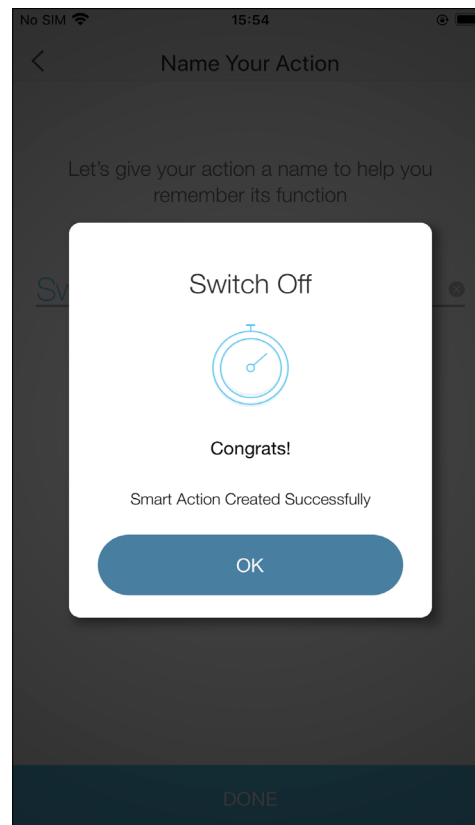 No SIM 15:54
Name Your Action
Let's give your action a name to help you
remember its function
Switch Off
Congrats!
Smart Action Created Successfully
OK
DONE